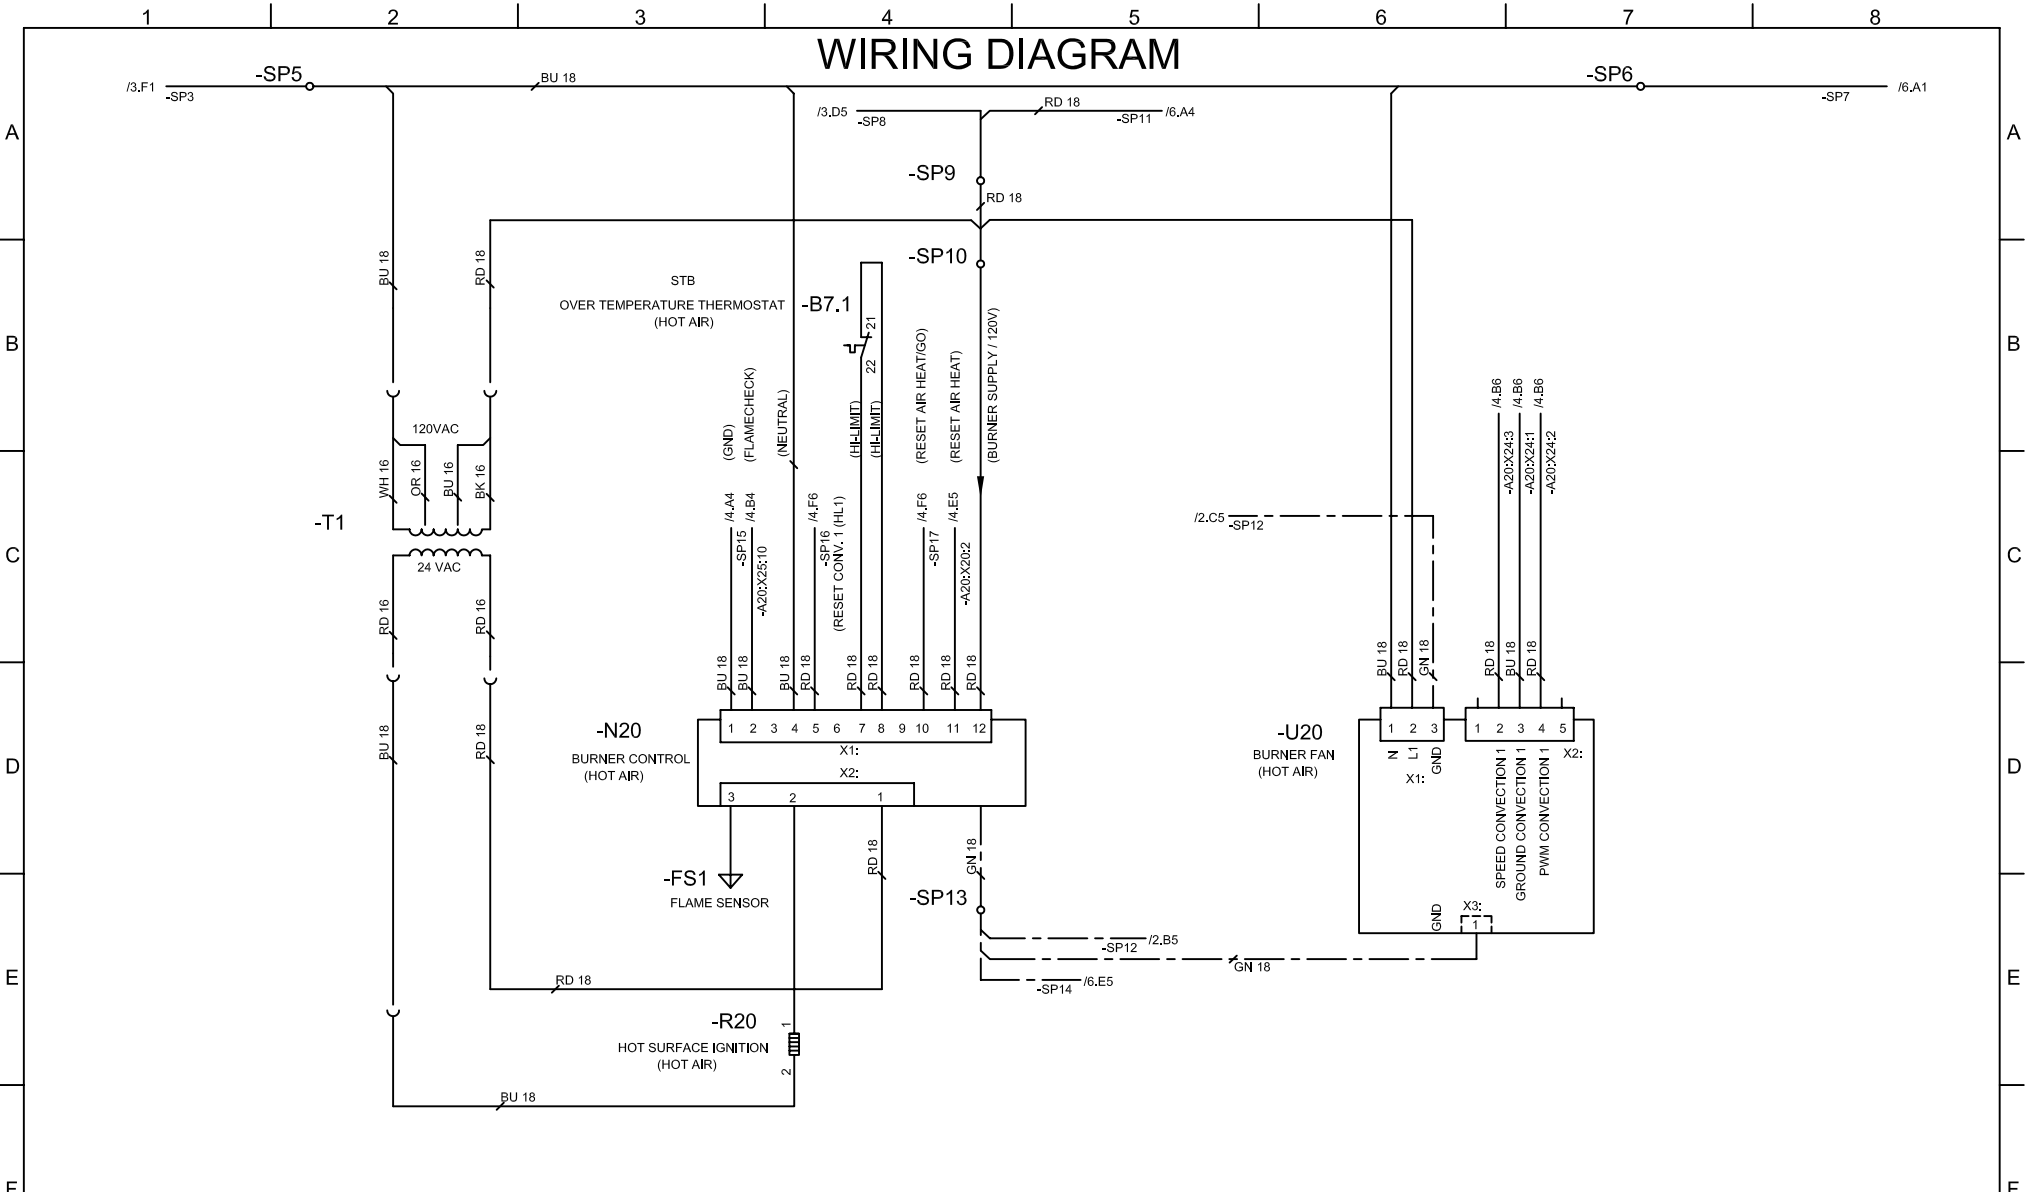 1 2 3 4 5 6 7 8
WIRING DIAGRAM
/3.F1
-SP3
-SP5
BU 18
-SP6
-SP7
/6.A1
A
A
/3.D5
-SP8
RD 18
-SP11
/6.A4
-SP9
RD 18
-SP10
BU 18
RD 18
STB
OVER TEMPERATURE THERMOSTAT
(HOT AIR)
-B7.1
21
22
B
B
(GND)
(FLAMECHECK)
(NEUTRAL)
(HI-LIMIT)
(HI-LIMIT)
(RESET AIR HEAT/GO)
(RESET AIR HEAT)
(BURNER SUPPLY / 120V)
/4.B6
/4.B6
/4.B6
-A20:X24:3
-A20:X24:1
-A20:X24:2
120VAC
WH 16
OR 16
BU 16
BK 16
-T1
24 VAC
C
C
/4.A4
-SP15
/4.B4
-A20:X25:10
/4.F6
-SP16
(RESET CONV. 1 (HL1)
/4.F6
-SP17
/4.E5
-A20:X20:2
/2.C5
-SP12
RD 16
RD 16
BU 18
BU 18
BU 18
RD 18
RD 18
RD 18
RD 18
RD 18
RD 18
BU 18
RD 18
GN 18
RD 18
BU 18
RD 18
BU 18
RD 18
-N20
BURNER CONTROL
(HOT AIR)
1 2 3 4 5 6 7 8 9 10 11 12
X1:
X2:
3 2 1
-U20
BURNER FAN
(HOT AIR)
1 2 3
N
L1
GND
X1:
1 2 3 4 5
X2:
SPEED CONVECTION 1
GROUND CONVECTION 1
PWM CONVECTION 1
D
D
RD 18
GN 18
-FS1
FLAME SENSOR
-SP13
GND
X3:
1
-SP12
/2.B5
GN 18
-SP14
/6.E5
E
E
RD 18
-R20
HOT SURFACE IGNITION
(HOT AIR)
1
2
BU 18
F
F